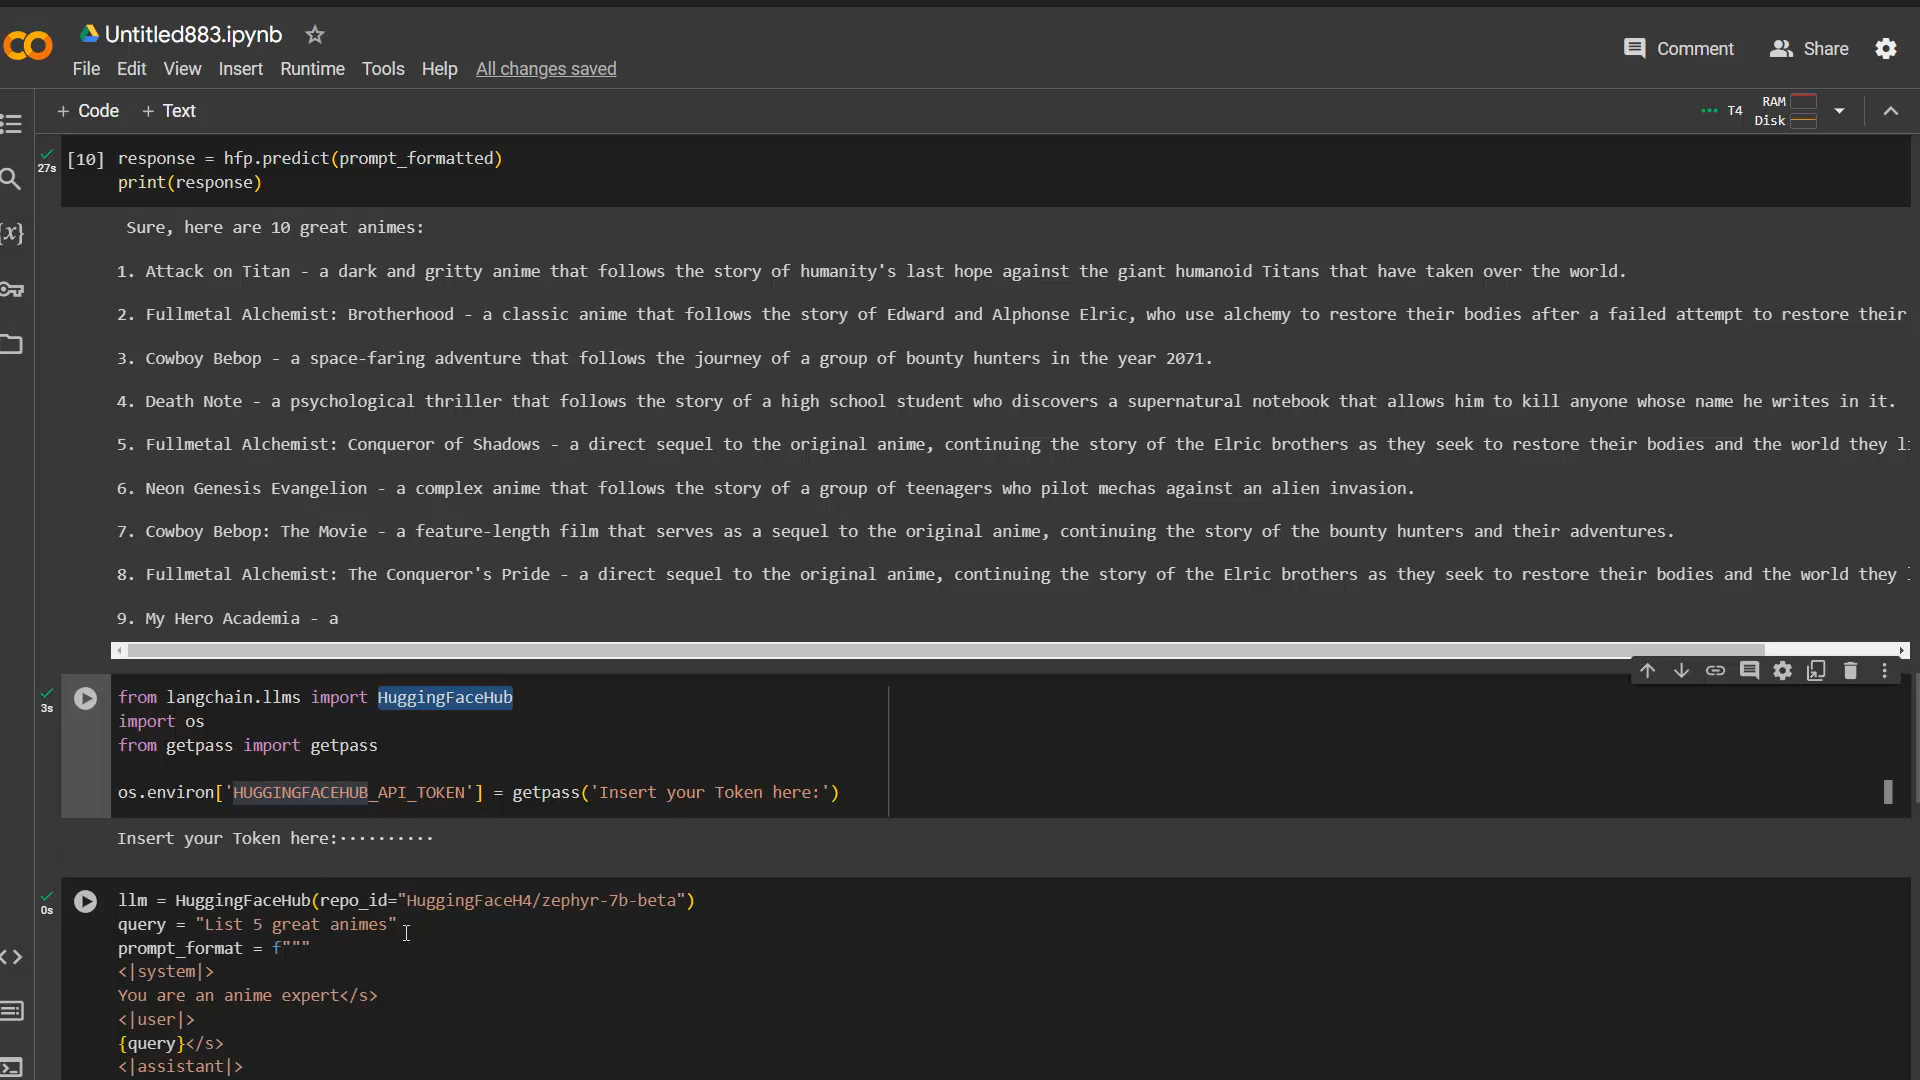 Untitled883.ipynb
Comment
Share
File Edit View Insert Runtime Tools Help All changes saved
+ Code + Text
T4
RAM
Disk
27s
[10] response = hfp.predict(prompt_formatted)
print(response)
Sure, here are 10 great animes:
1. Attack on Titan - a dark and gritty anime that follows the story of humanity's last hope against the giant humanoid Titans that have taken over the world.
2. Fullmetal Alchemist: Brotherhood - a classic anime that follows the story of Edward and Alphonse Elric, who use alchemy to restore their bodies after a failed attempt to restore their
3. Cowboy Bebop - a space-faring adventure that follows the journey of a group of bounty hunters in the year 2071.
4. Death Note - a psychological thriller that follows the story of a high school student who discovers a supernatural notebook that allows him to kill anyone whose name he writes in it.
5. Fullmetal Alchemist: Conqueror of Shadows - a direct sequel to the original anime, continuing the story of the Elric brothers as they seek to restore their bodies and the world they
6. Neon Genesis Evangelion - a complex anime that follows the story of a group of teenagers who pilot mechas against an alien invasion.
7. Cowboy Bebop: The Movie - a feature-length film that serves as a sequel to the original anime, continuing the story of the bounty hunters and their adventures.
8. Fullmetal Alchemist: The Conqueror's Pride - a direct sequel to the original anime, continuing the story of the Elric brothers as they seek to restore their bodies and the world they
9. My Hero Academia - a
3s
from langchain.llms import HuggingFaceHub
import os
from getpass import getpass
os.environ['HUGGINGFACEHUB_API_TOKEN'] = getpass('Insert your Token here:')
Insert your Token here:··········
0s
llm = HuggingFaceHub(repo_id="HuggingFaceH4/zephyr-7b-beta")
query = "List 5 great animes"
prompt_format = f"""
<|system|>
You are an anime expert</s>
<|user|>
{query}</s>
<|assistant|>